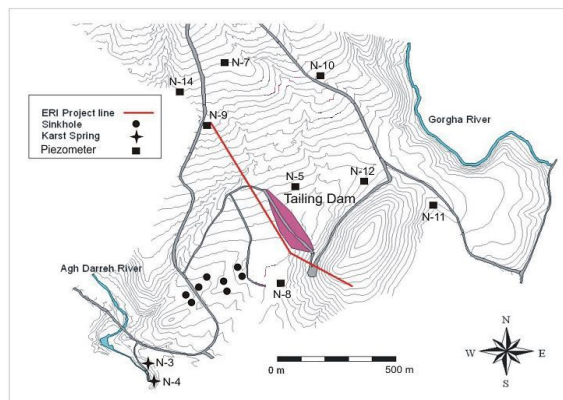 N-7
N-10
N-14
N-9
ERI Project line
Sinkhole
Karst Spring
Piezometer
Gorgha River
N-5
N-12
Tailing Dam
N-11
Agh Darreh River
N-8
N-3
N-4
0 m 500 m
N
W E
S